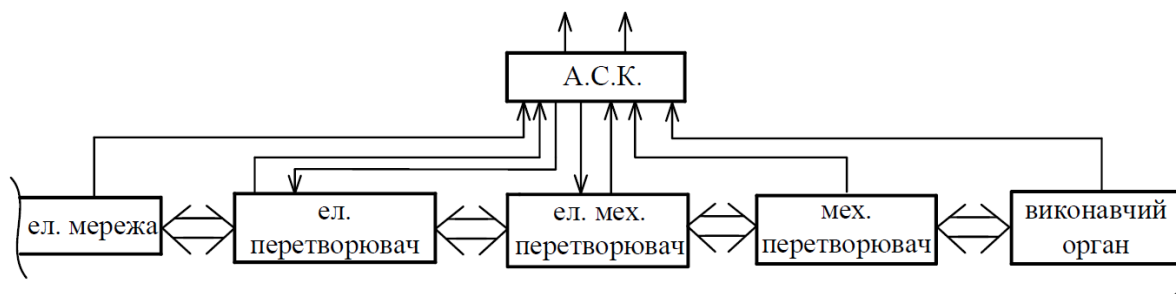 А.С.К.
ел. мережа
ел.
перетворювач
ел. мех.
перетворювач
мех.
перетворювач
виконавчий
орган